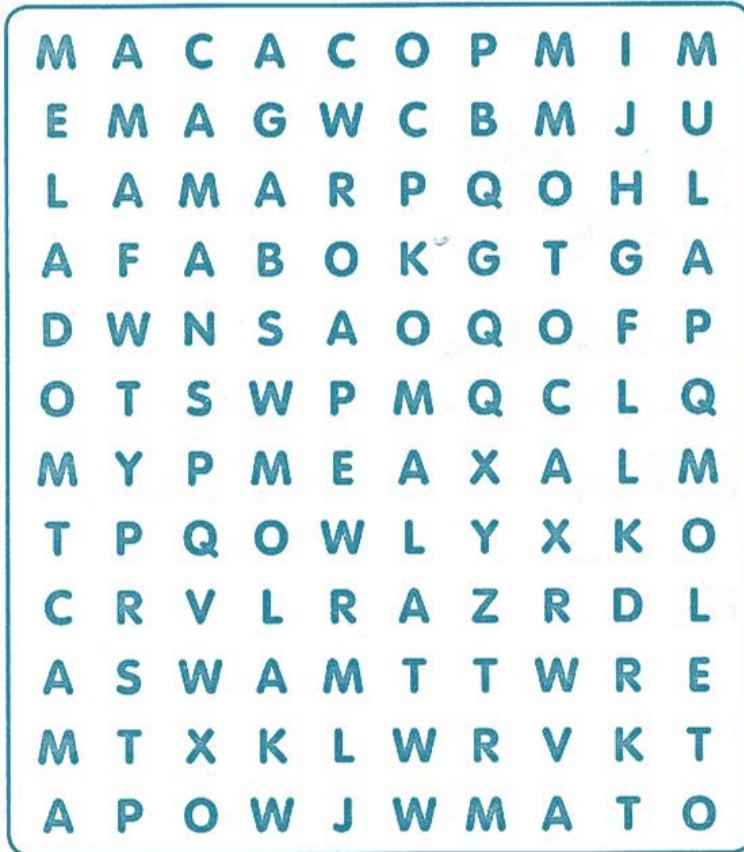 M A C A C O P M I M
E M A G W C B M J U
L A M A R P Q O H L
A F A B O K G T G A
D W N S A O Q O F P
O T S W P M Q C L Q
M Y P M E A X A L M
T P Q O W L Y X K O
C R V L R A Z R D L
A S W A M T T W R E
M T X K L W R V K T
A P O W J W M A T O